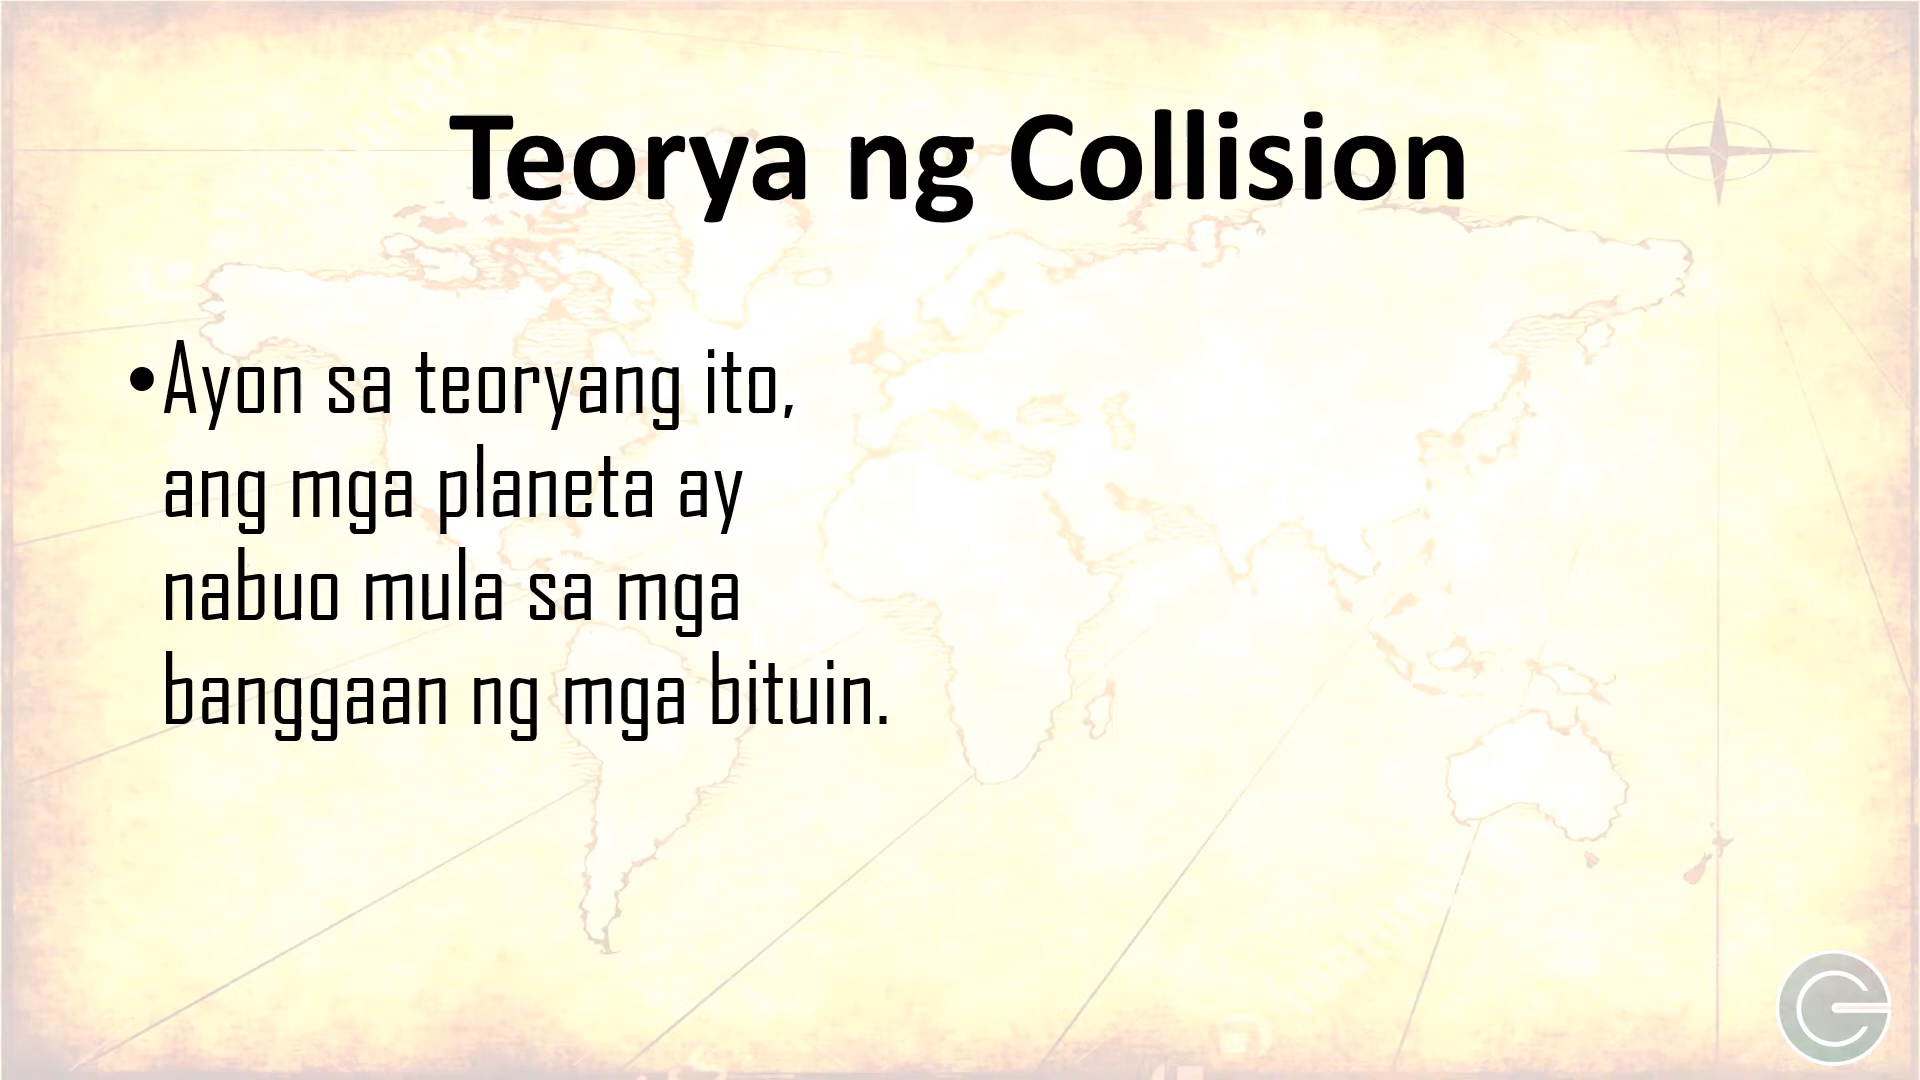 Teorya ng Collision
•Ayon sa teoryang ito,
ang mga planeta ay
nabuo mula sa mga
banggaan ng mga bituin.